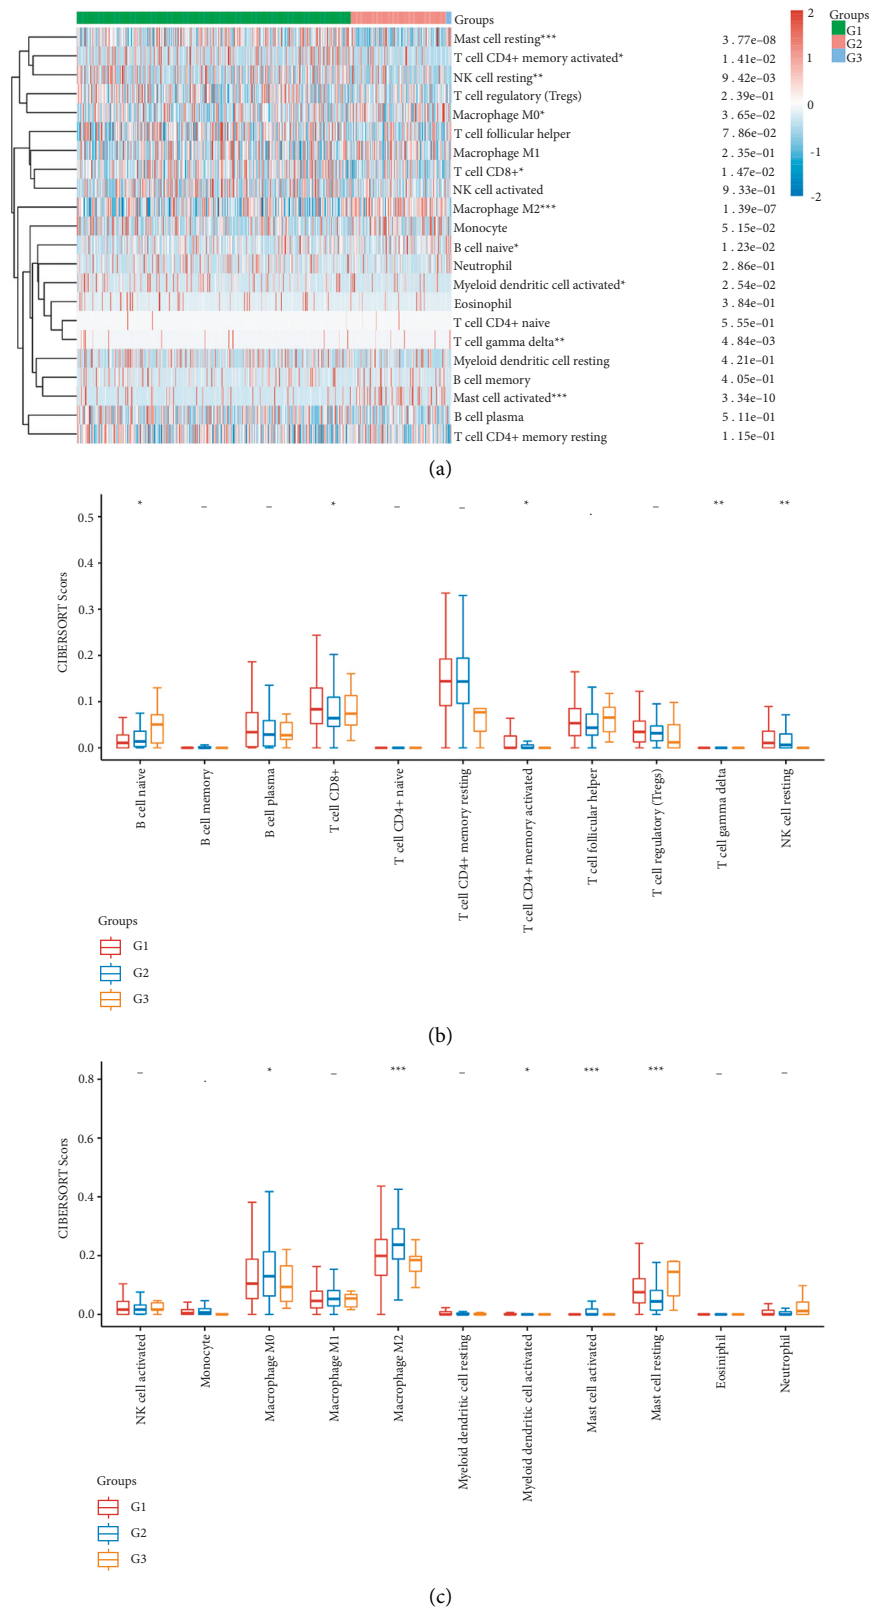 Groups
Mast cell resting*** 3.77e-08
T cell CD4+ memory activated* 1.41e-02
NK cell resting** 9.42e-03
T cell regulatory (Tregs) 2.39e-01
Macrophage M0* 3.65e-02
T cell follicular helper 7.86e-02
Macrophage M1 2.35e-01
T cell CD8+* 1.47e-02
NK cell activated 9.33e-01
Macrophage M2*** 1.39e-07
Monocyte 5.15e-02
B cell naive* 1.23e-02
Neutrophil 2.86e-01
Myeloid dendritic cell activated* 2.54e-02
Eosinophil 3.84e-01
T cell CD4+ naive 5.55e-01
T cell gamma delta** 4.84e-03
Myeloid dendritic cell resting 4.21e-01
B cell memory 4.05e-01
Mast cell activated*** 3.34e-10
B cell plasma 5.11e-01
T cell CD4+ memory resting 1.15e-01
2
1
0
-1
-2
Groups
G1
G2
G3
(a)
* – – * – – * . – ** **
CIBERSORT Scors
0.5
0.4
0.3
0.2
0.1
0.0
B cell naive
B cell memory
B cell plasma
T cell CD8+
T cell CD4+ naive
T cell CD4+ memory resting
T cell CD4+ memory activated
T cell follicular helper
T cell regulatory (Tregs)
T cell gamma delta
NK cell resting
Groups
G1
G2
G3
(b)
– . * – *** – * *** *** – –
CIBERSORT Scors
0.8
0.6
0.4
0.2
0.0
NK cell activated
Monocyte
Macrophage M0
Macrophage M1
Macrophage M2
Myeloid dendritic cell resting
Myeloid dendritic cell activated
Mast cell activated
Mast cell resting
Eosiniphil
Neutrophil
Groups
G1
G2
G3
(c)